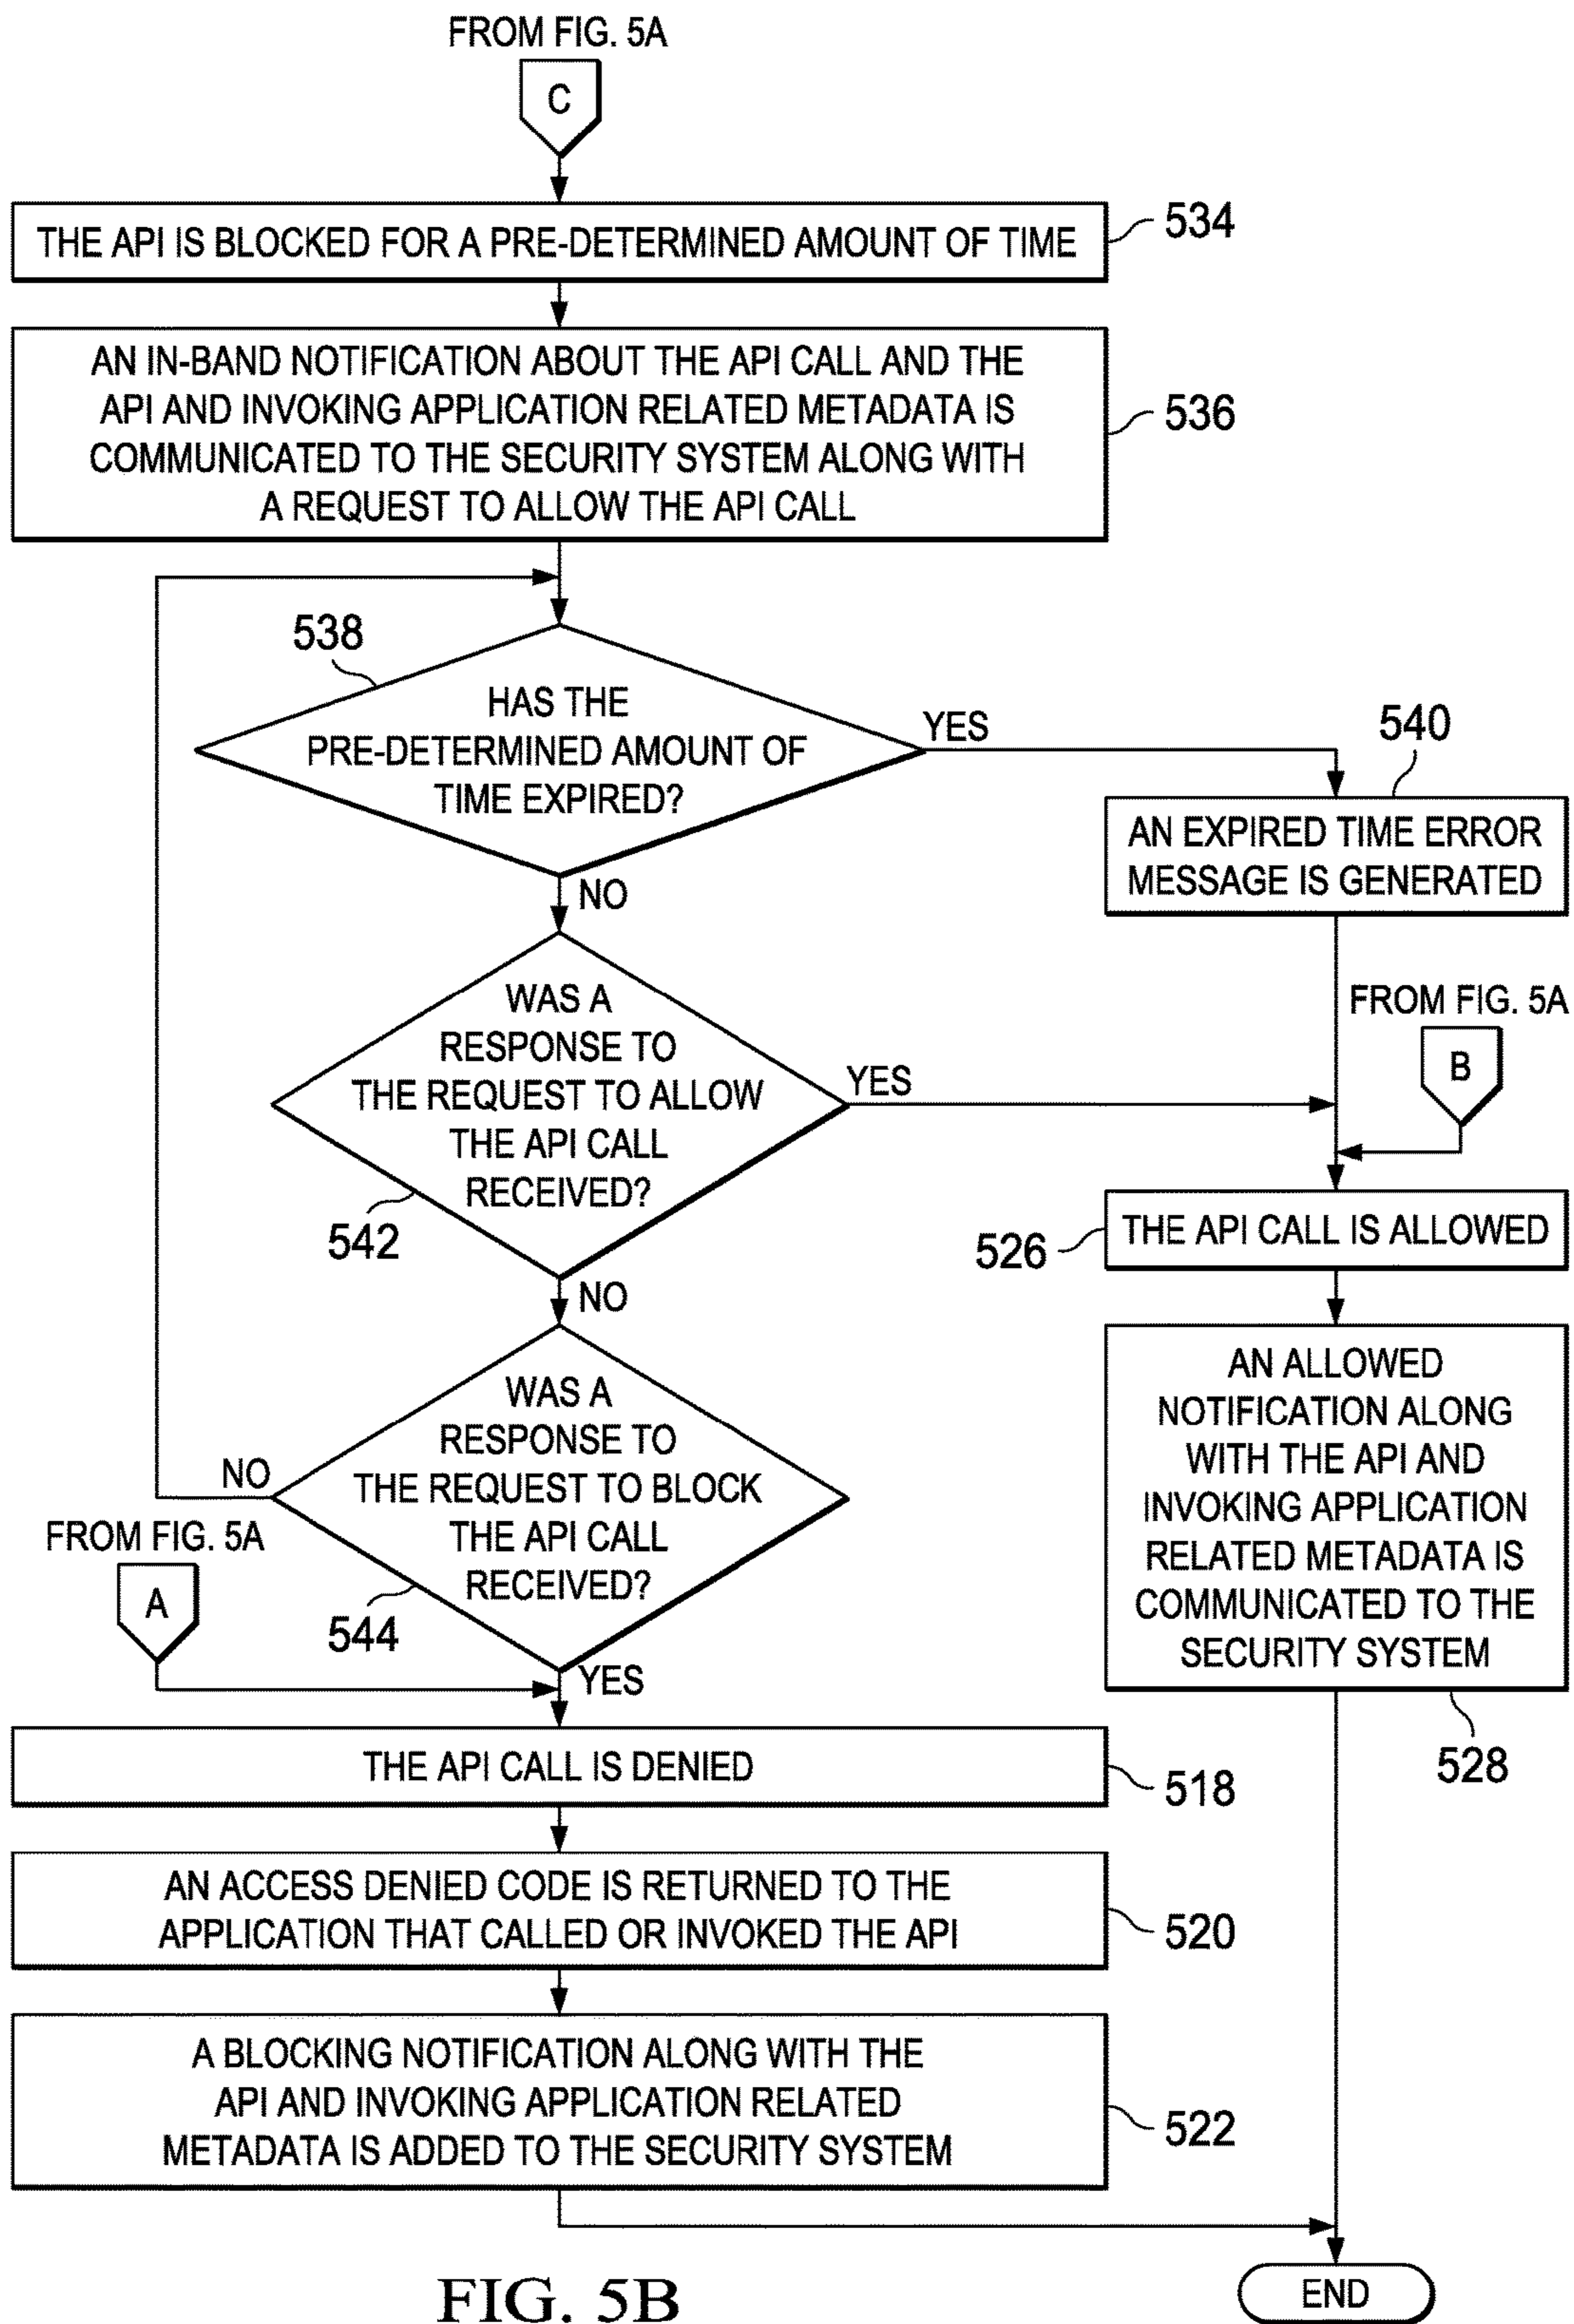 FROM FIG. 5A
C
THE API IS BLOCKED FOR A PRE-DETERMINED AMOUNT OF TIME
534
AN IN-BAND NOTIFICATION ABOUT THE API CALL AND THE
API AND INVOKING APPLICATION RELATED METADATA IS
COMMUNICATED TO THE SECURITY SYSTEM ALONG WITH
A REQUEST TO ALLOW THE API CALL
536
538
HAS THE
PRE-DETERMINED AMOUNT OF
TIME EXPIRED?
YES
NO
540
AN EXPIRED TIME ERROR
MESSAGE IS GENERATED
WAS A
RESPONSE TO
THE REQUEST TO ALLOW
THE API CALL
RECEIVED?
542
YES
NO
FROM FIG. 5A
B
526
THE API CALL IS ALLOWED
AN ALLOWED
NOTIFICATION ALONG
WITH THE API AND
INVOKING APPLICATION
RELATED METADATA IS
COMMUNICATED TO THE
SECURITY SYSTEM
528
WAS A
RESPONSE TO
THE REQUEST TO BLOCK
THE API CALL
RECEIVED?
544
NO
YES
FROM FIG. 5A
A
THE API CALL IS DENIED
518
AN ACCESS DENIED CODE IS RETURNED TO THE
APPLICATION THAT CALLED OR INVOKED THE API
520
A BLOCKING NOTIFICATION ALONG WITH THE
API AND INVOKING APPLICATION RELATED
METADATA IS ADDED TO THE SECURITY SYSTEM
522
END
FIG. 5B